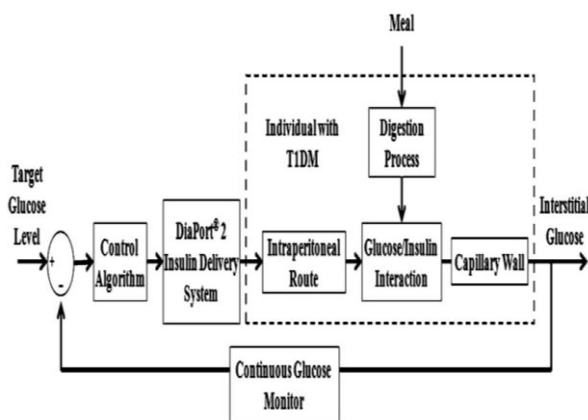 Meal
Individual with
T1DM
Digestion
Process
Target
Glucose
Level
+
-
Control
Algorithm
DiaPort® 2
Insulin Delivery
System
Intraperitoneal
Route
Glucose/Insulin
Interaction
Capillary Wall
Interstitial
Glucose
Continuous Glucose
Monitor